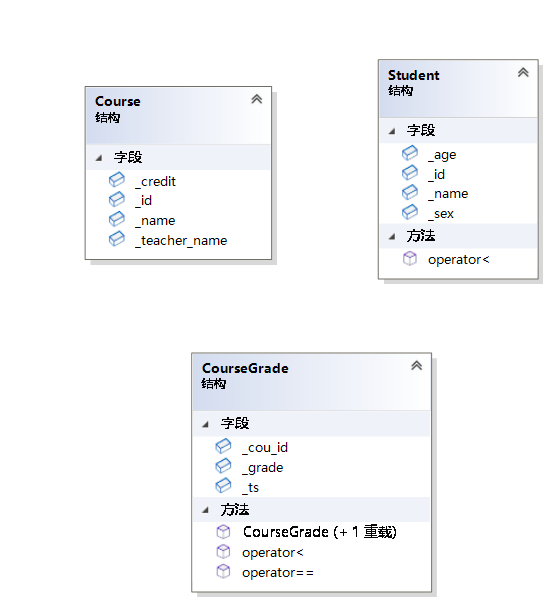 Course
结构
字段
_credit
_id
_name
_teacher_name
Student
结构
字段
_age
_id
_name
_sex
方法
operator<
CourseGrade
结构
字段
_cou_id
_grade
_ts
方法
CourseGrade (+ 1 重载)
operator<
operator==